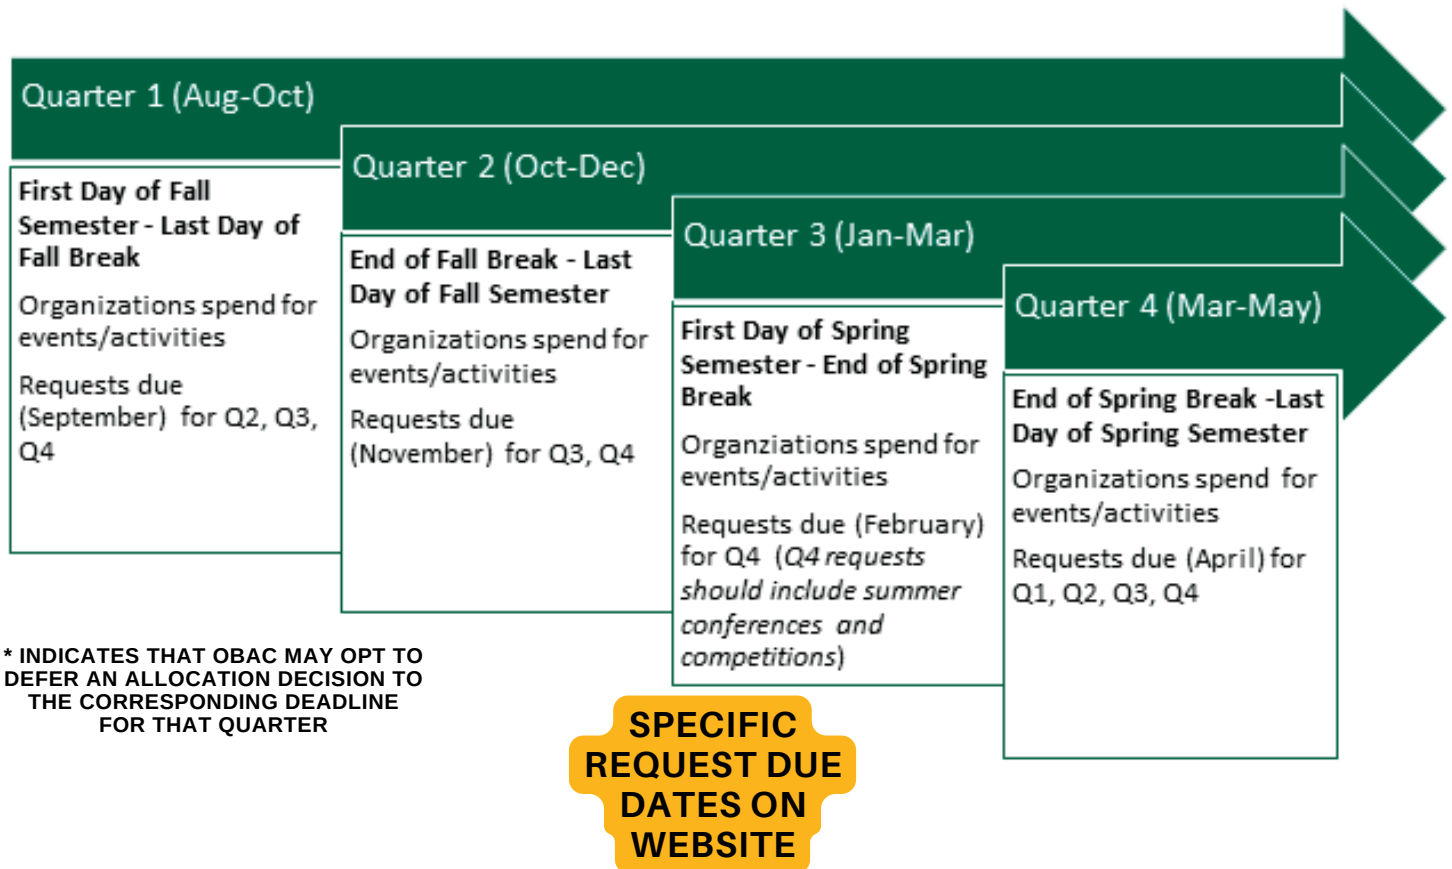 Quarter 1 (Aug-Oct)
First Day of Fall
Semester - Last Day of
Fall Break
Organizations spend for
events/activities
Requests due
(September) for Q2, Q3,
Q4
Quarter 2 (Oct-Dec)
End of Fall Break - Last
Day of Fall Semester
Organizations spend for
events/activities
Requests due
(November) for Q3, Q4
Quarter 3 (Jan-Mar)
First Day of Spring
Semester - End of Spring
Break
Organziations spend for
events/activities
Requests due (February)
for Q4 (Q4 requests
should include summer
conferences and
competitions)
Quarter 4 (Mar-May)
End of Spring Break -Last
Day of Spring Semester
Organizations spend for
events/activities
Requests due (April) for
Q1, Q2, Q3, Q4
* INDICATES THAT OBAC MAY OPT TO
DEFER AN ALLOCATION DECISION TO
THE CORRESPONDING DEADLINE
FOR THAT QUARTER
SPECIFIC
REQUEST DUE
DATES ON
WEBSITE